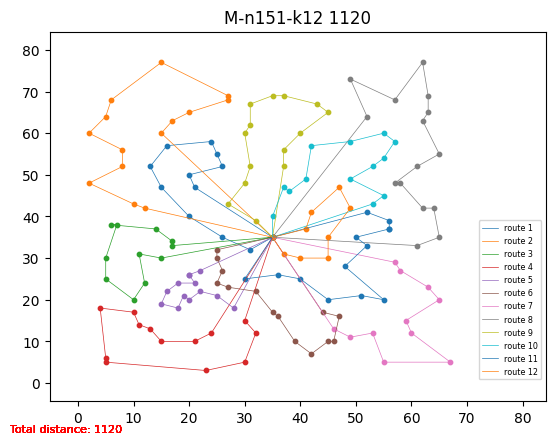 M-n151-k12 1120
80
70
60
50
40
30
20
10
0
0 10 20 30 40 50 60 70 80
route 1
route 2
route 3
route 4
route 5
route 6
route 7
route 8
route 9
route 10
route 11
route 12
Total distance: 1120